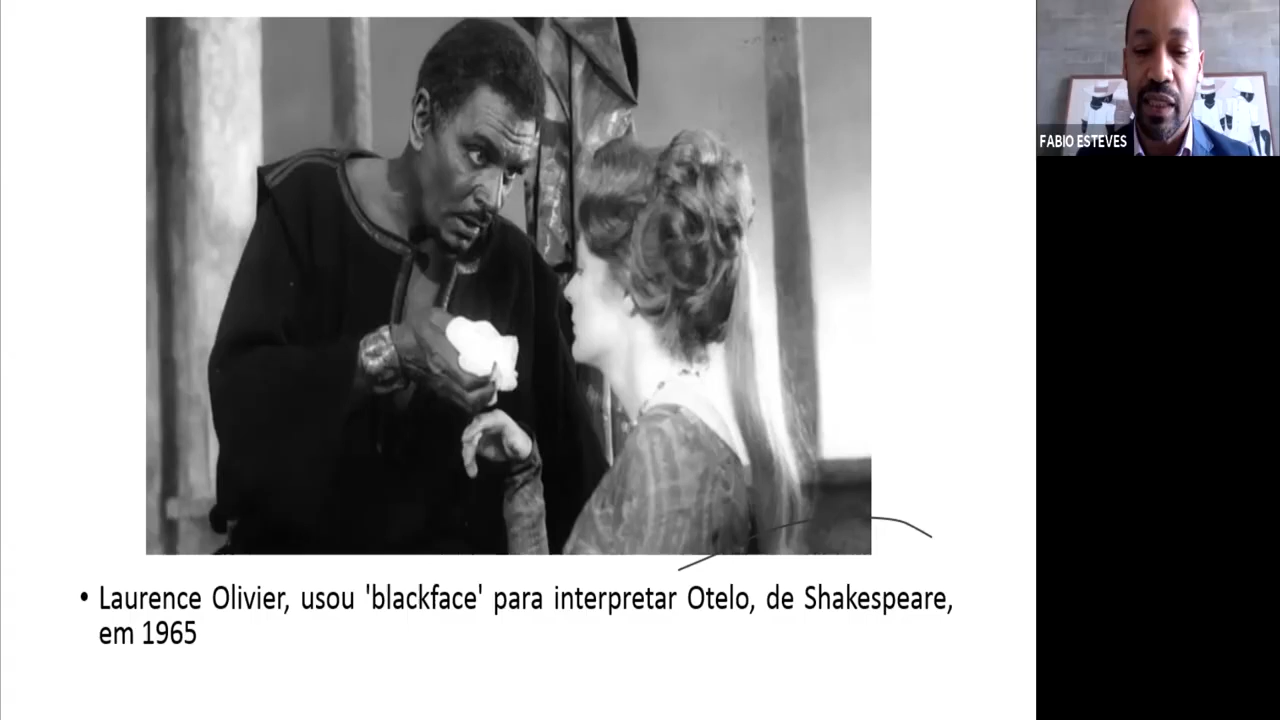 FABIO ESTEVES
• Laurence Olivier, usou 'blackface' para interpretar Otelo, de Shakespeare,
em 1965